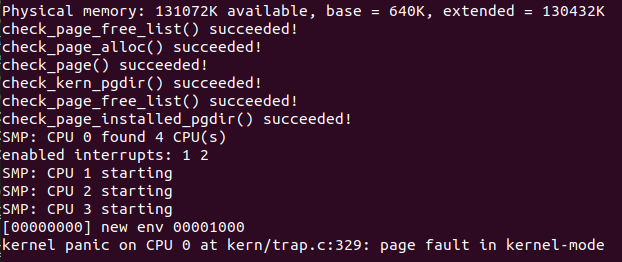 Physical memory: 131072K available, base = 640K, extended = 130432K
check_page_free_list() succeeded!
check_page_alloc() succeeded!
check_page() succeeded!
check_kern_pgdir() succeeded!
check_page_free_list() succeeded!
check_page_installed_pgdir() succeeded!
SMP: CPU 0 found 4 CPU(s)
enabled interrupts: 1 2
SMP: CPU 1 starting
SMP: CPU 2 starting
SMP: CPU 3 starting
[00000000] new env 00001000
kernel panic on CPU 0 at kern/trap.c:329: page fault in kernel-mode